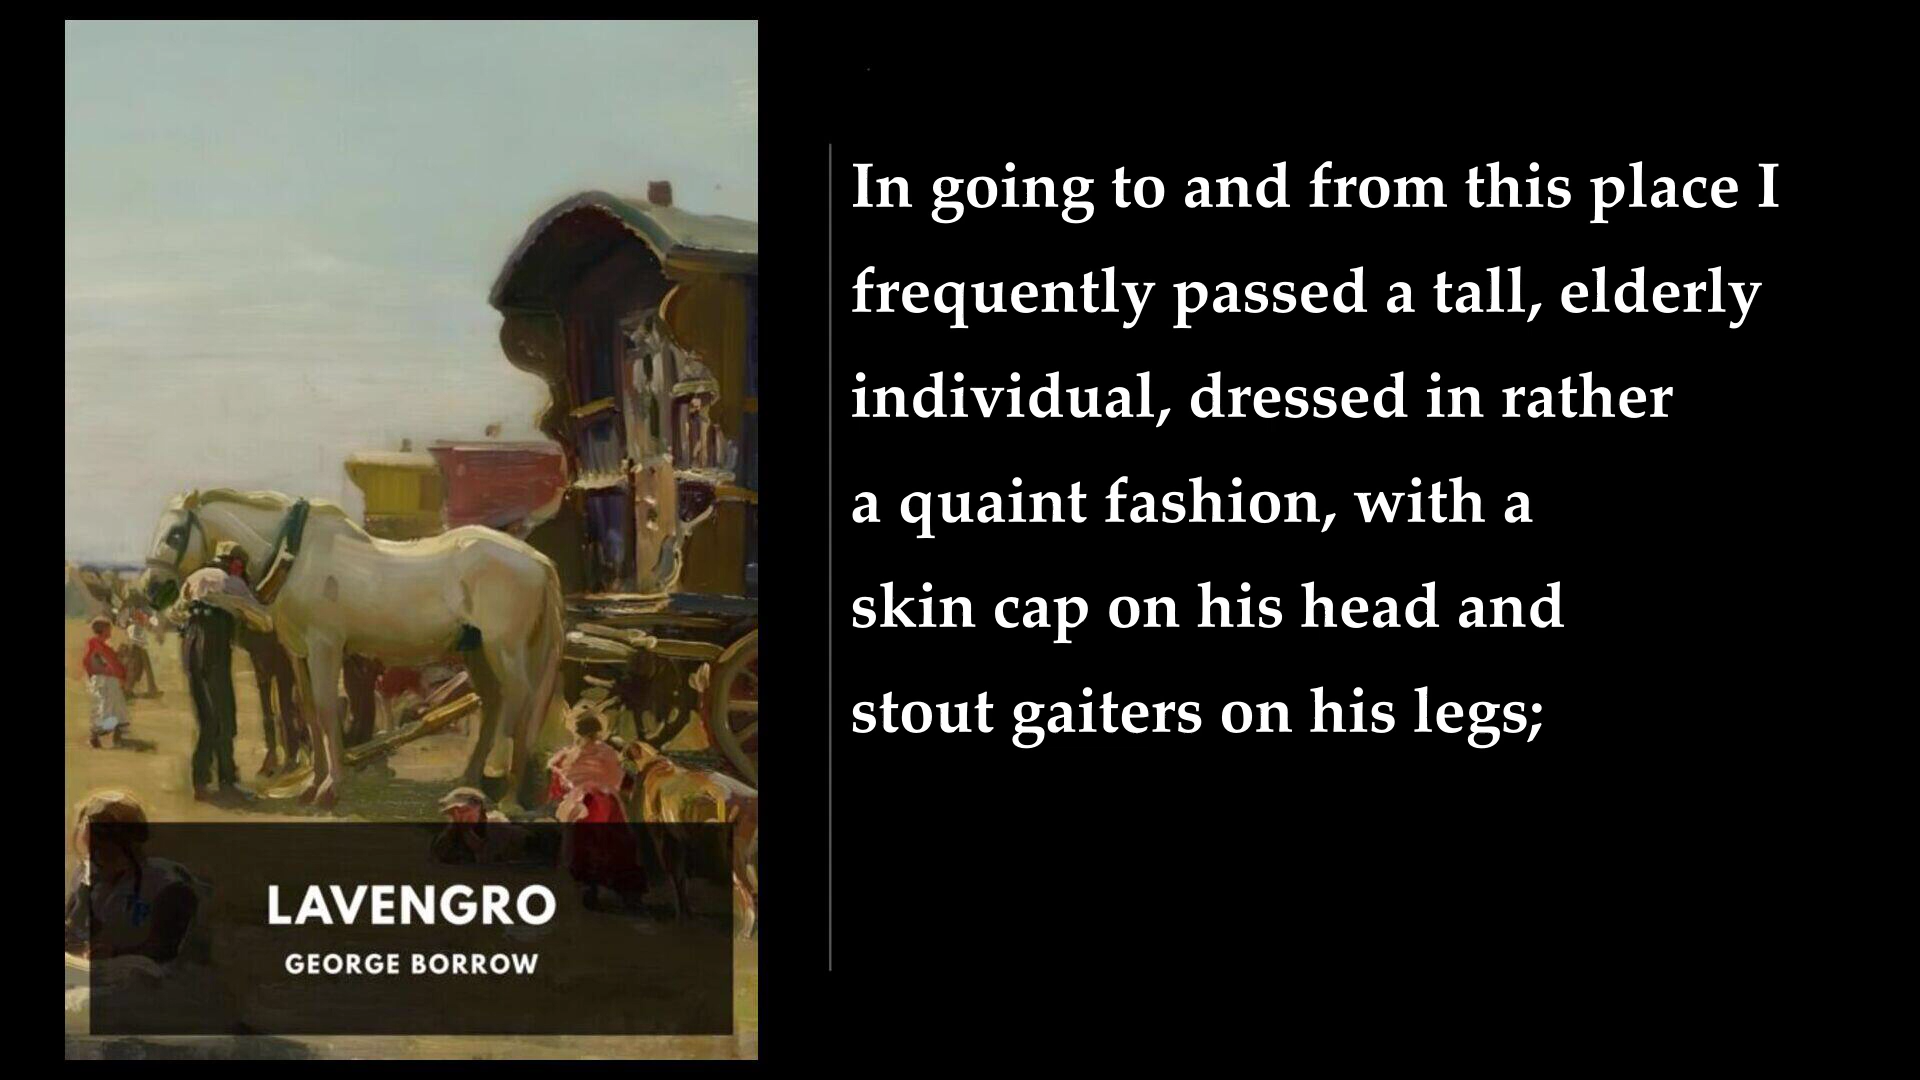 In going to and from this place I
frequently passed a tall, elderly
individual, dressed in rather
a quaint fashion, with a
skin cap on his head and
stout gaiters on his legs;
LAVENGRO
GEORGE BORROW